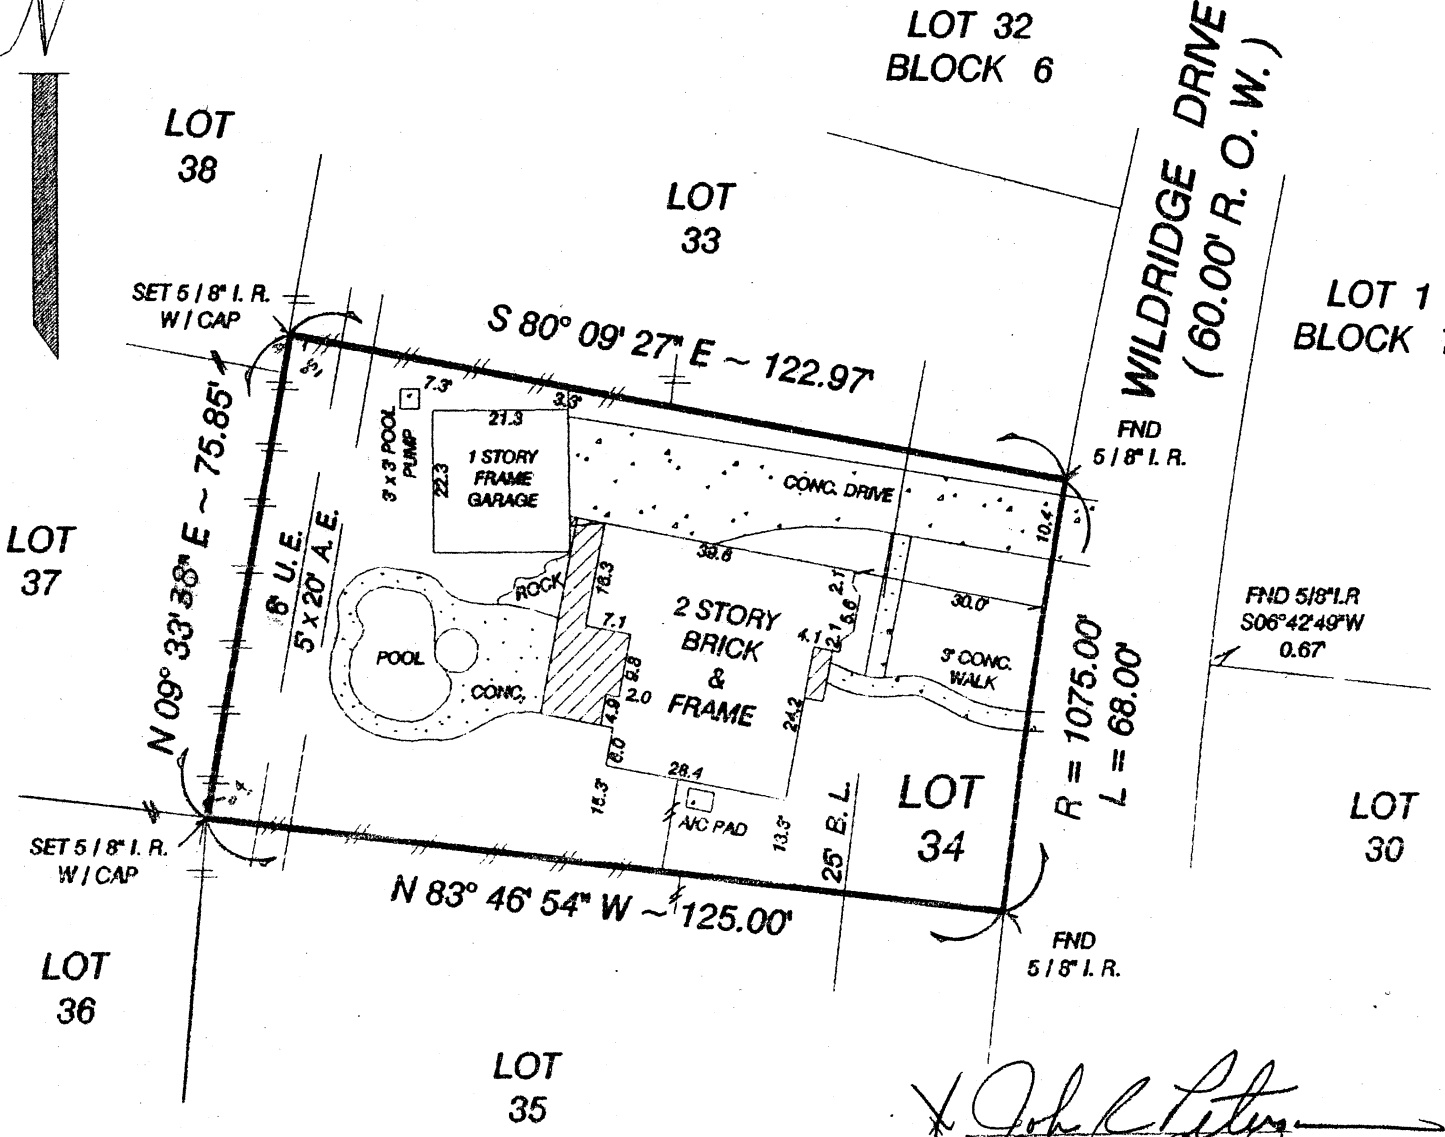 N
LOT 32
BLOCK 6
WILDRIDGE DRIVE
( 60.00' R. O. W. )
LOT
38
LOT
33
LOT 1
BLOCK
SET 5 / 8" I. R.
W / CAP
S 80° 09' 27" E ~ 122.97'
FND
5 / 8" I. R.
7.3'
3.3'
21.3
22.3
1 STORY
FRAME
GARAGE
3' x 3' POOL
PUMP
CONC. DRIVE
10.4'
N 09° 33' 38" E ~ 75.85'
LOT
37
8' U. E.
5' x 20' A. E.
ROCK
18.3
39.6
2 STORY
BRICK
&
FRAME
2.1
5.6
2.1
4.1
30.0'
3' CONC.
WALK
FND 5/8" I.R
S06°42'49"W
0.67'
POOL
CONC.
7.1
9.8
2.0
4.9
6.0
24.2
R = 1075.00'
L = 68.00'
28.4
15.3'
A/C PAD
13.3'
25' B. L.
LOT
34
LOT
30
SET 5 / 8" I. R.
W / CAP
N 83° 46' 54" W ~ 125.00'
FND
5 / 8" I. R.
LOT
36
LOT
35
X John R